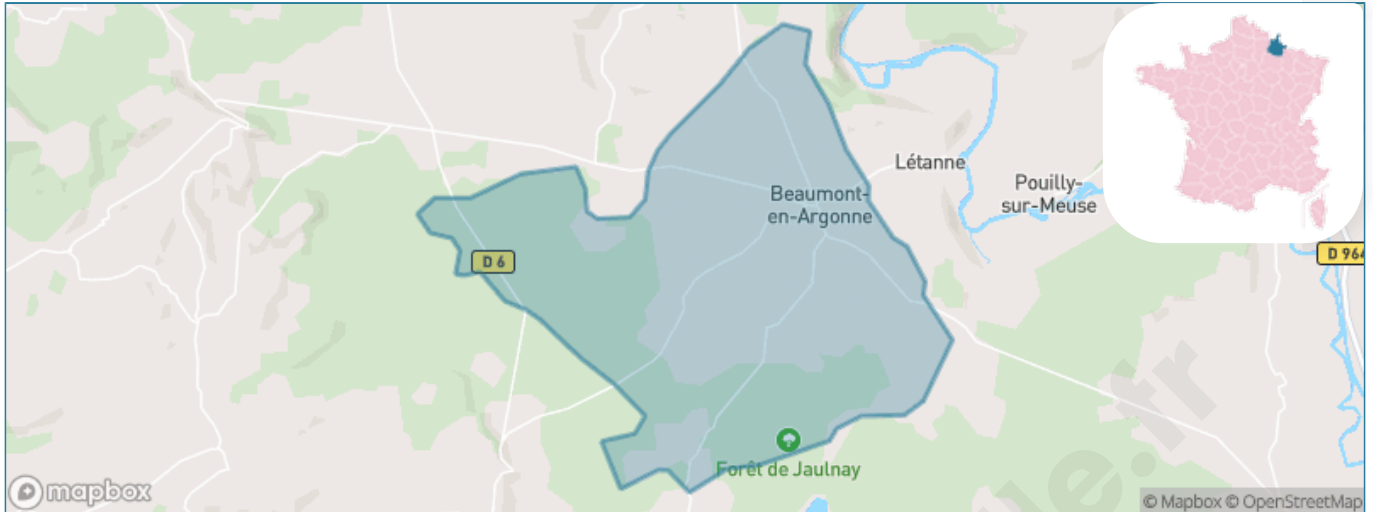 Létanne
Beaumont-
en-Argonne
Pouilly-
sur-Meuse
D 6
D 964
Forêt de Jaulnay
mapbox
© Mapbox © OpenStreetMap